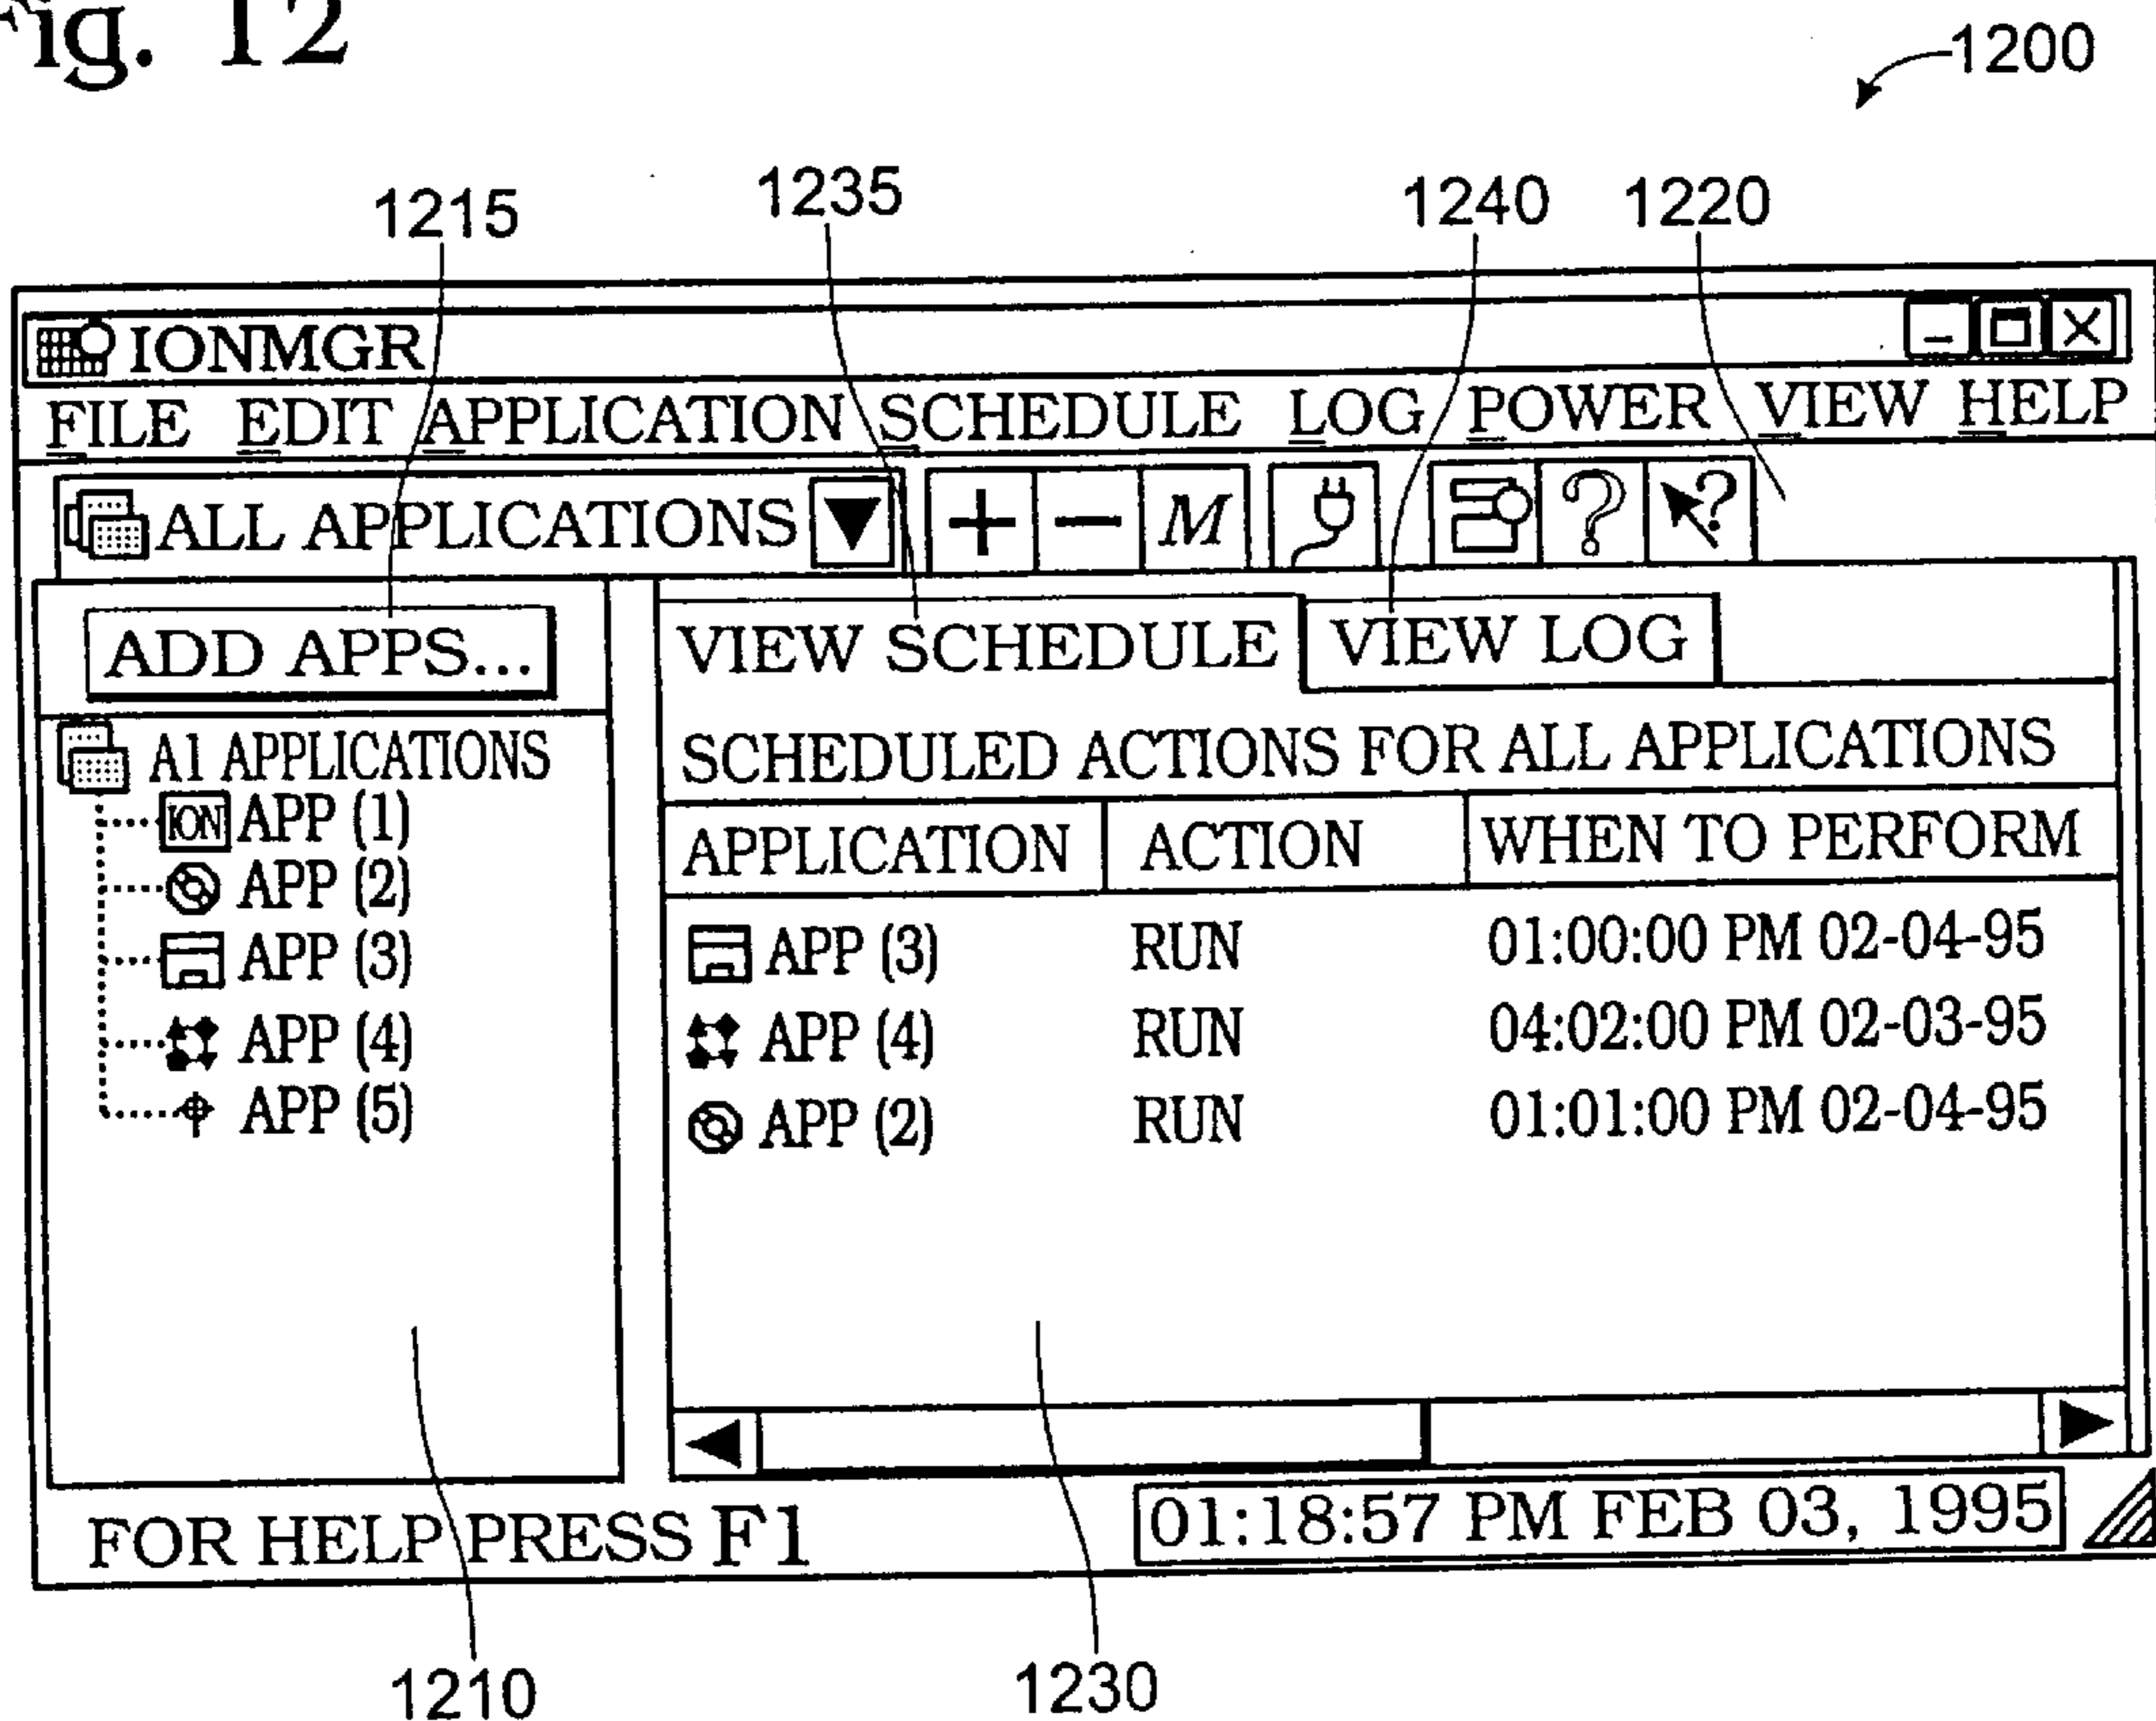 Fig. 12
1200
1215 1235 1240 1220
IONMGR
FILE EDIT APPLICATION SCHEDULE LOG POWER VIEW HELP
ALL APPLICATIONS + − M ? ?
ADD APPS... VIEW SCHEDULE VIEW LOG
A1 APPLICATIONS
ION APP (1)
APP (2)
APP (3)
APP (4)
APP (5)
SCHEDULED ACTIONS FOR ALL APPLICATIONS
APPLICATION ACTION WHEN TO PERFORM
APP (3) RUN 01:00:00 PM 02-04-95
APP (4) RUN 04:02:00 PM 02-03-95
APP (2) RUN 01:01:00 PM 02-04-95
FOR HELP PRESS F1 01:18:57 PM FEB 03, 1995
1210 1230